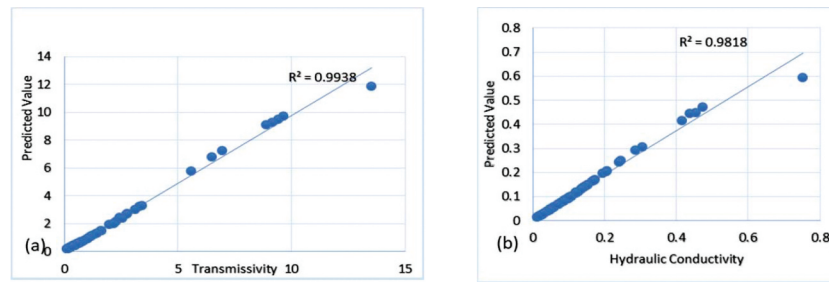 14
12
10
8
6
4
2
0
R² = 0.9938
Predicted Value
(a)
0 5 10 15
Transmissivity
0.8
0.7
0.6
0.5
0.4
0.3
0.2
0.1
0
R² = 0.9818
Predicted Value
(b)
0 0.2 0.4 0.6 0.8
Hydraulic Conductivity